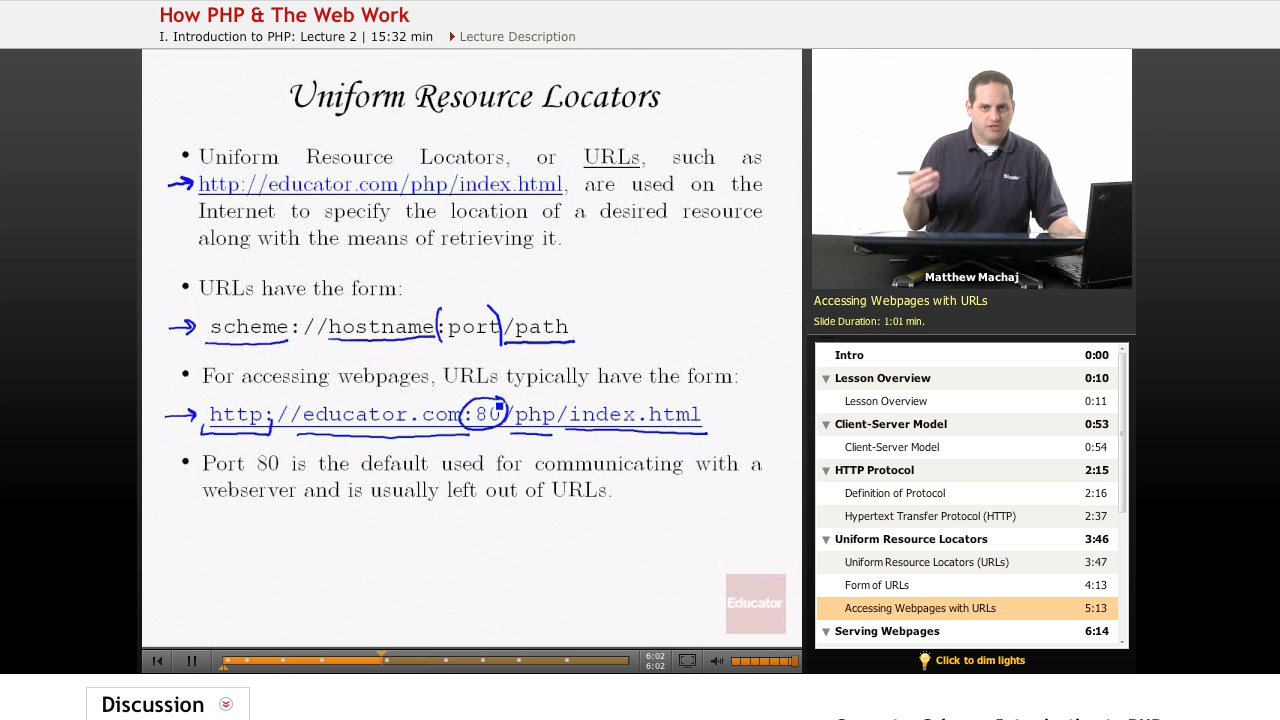 How PHP & The Web Work
I. Introduction to PHP: Lecture 2 | 15:32 min Lecture Description
Uniform Resource Locators
• Uniform Resource Locators, or URLs, such as
http://educator.com/php/index.html, are used on the
Internet to specify the location of a desired resource
along with the means of retrieving it.
• URLs have the form:
scheme://hostname(:port)/path
• For accessing webpages, URLs typically have the form:
http://educator.com:80/php/index.html
• Port 80 is the default used for communicating with a
webserver and is usually left out of URLs.
Educator
6:02
6:02
Matthew Machaj
Accessing Webpages with URLs
Slide Duration: 1:01 min.
Intro 0:00
Lesson Overview 0:10
Lesson Overview 0:11
Client-Server Model 0:53
Client-Server Model 0:54
HTTP Protocol 2:15
Definition of Protocol 2:16
Hypertext Transfer Protocol (HTTP) 2:37
Uniform Resource Locators 3:46
Uniform Resource Locators (URLs) 3:47
Form of URLs 4:13
Accessing Webpages with URLs 5:13
Serving Webpages 6:14
Click to dim lights
Discussion